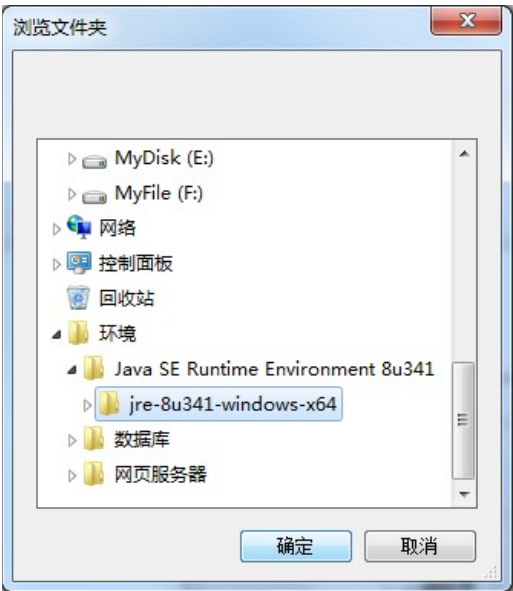 浏览文件夹
MyDisk (E:)
MyFile (F:)
网络
控制面板
回收站
环境
Java SE Runtime Environment 8u341
jre-8u341-windows-x64
数据库
网页服务器
确定
取消